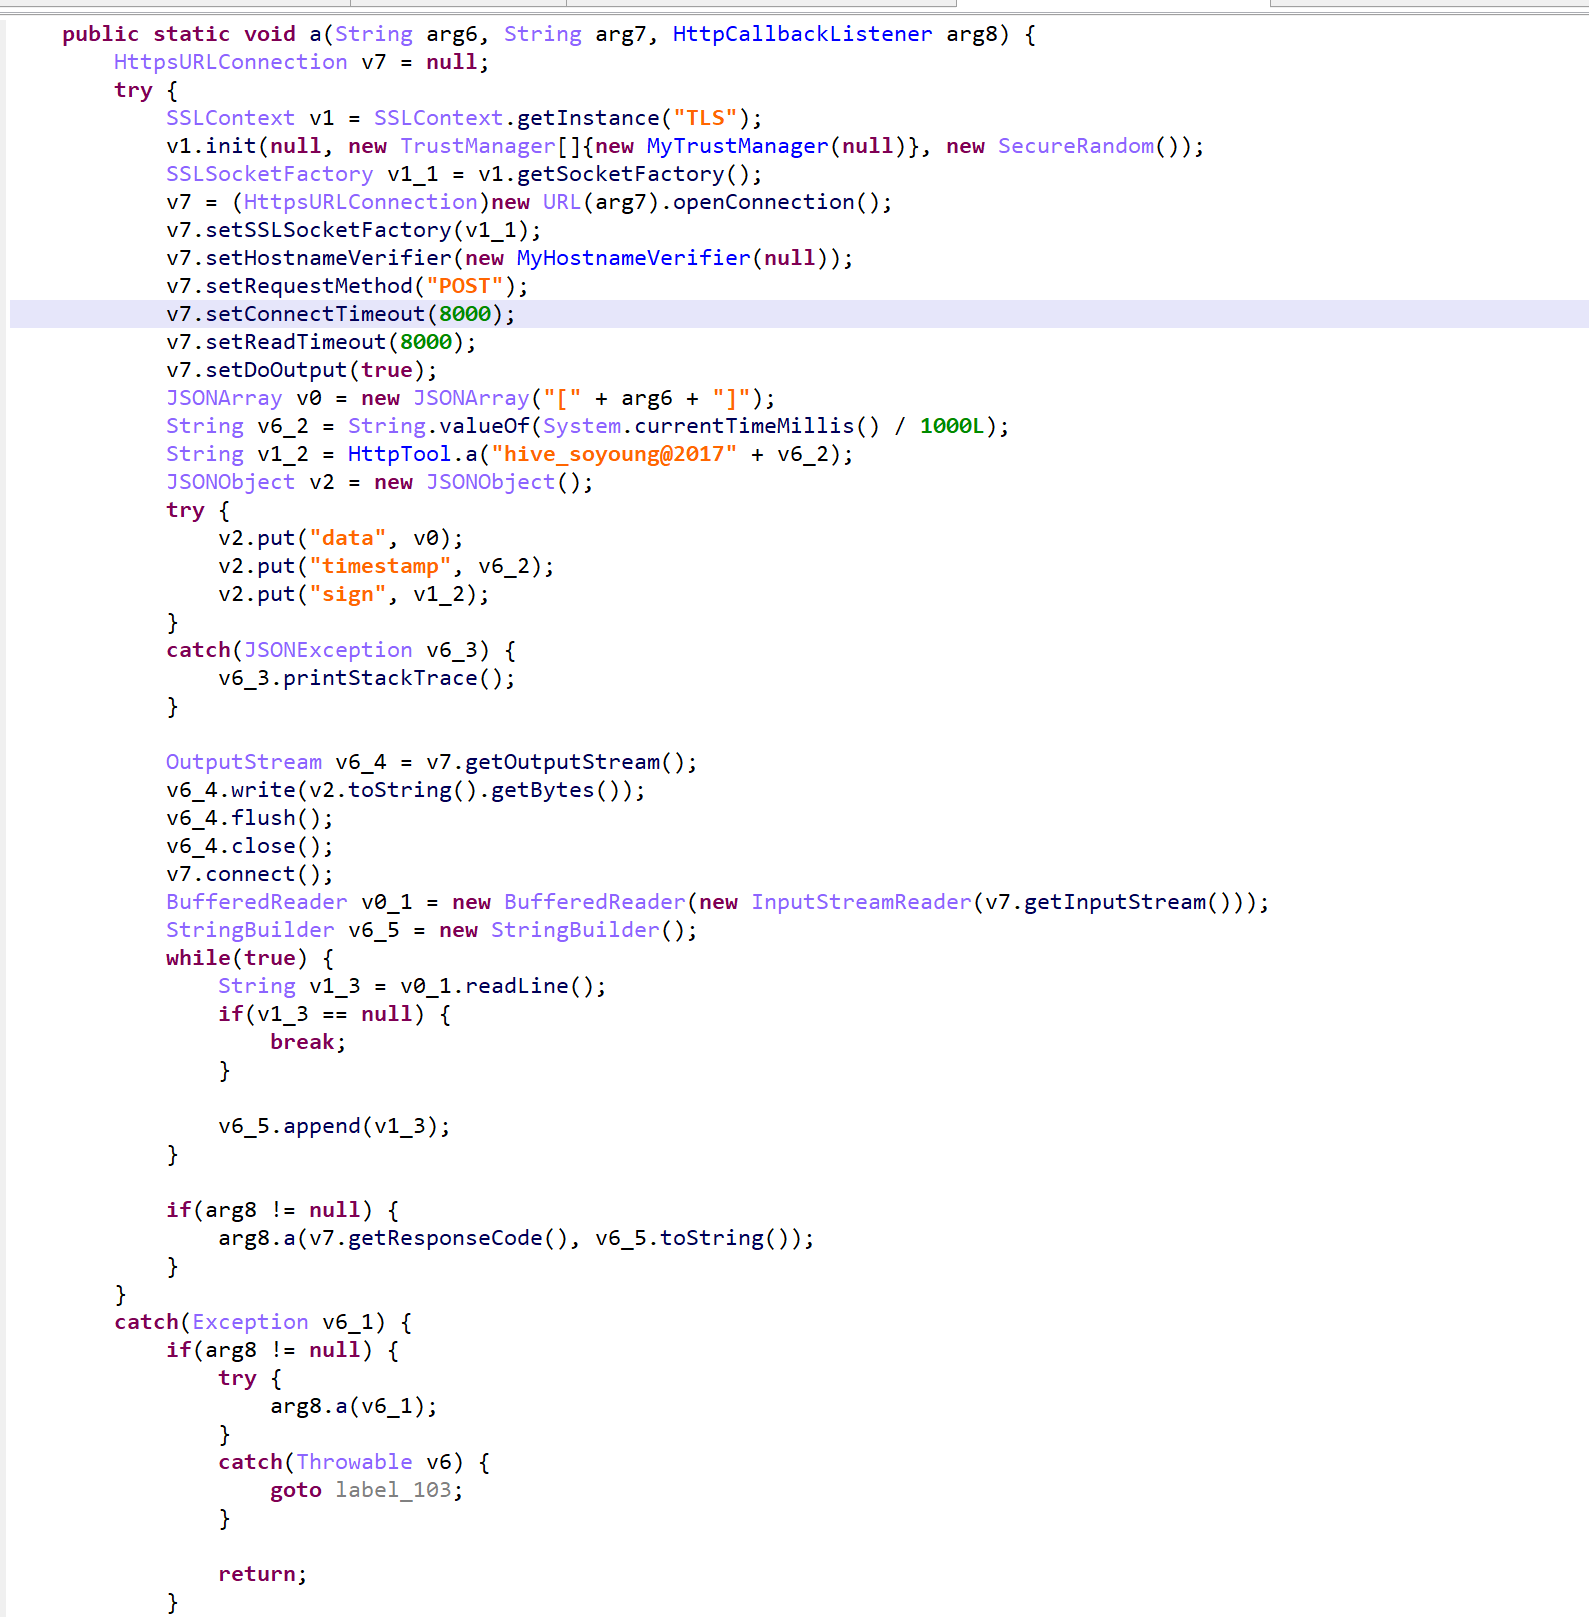 public static void a(String arg6, String arg7, HttpCallbackListener arg8) {
HttpsURLConnection v7 = null;
try {
SSLContext v1 = SSLContext.getInstance("TLS");
v1.init(null, new TrustManager[]{new MyTrustManager(null)}, new SecureRandom());
SSLSocketFactory v1_1 = v1.getSocketFactory();
v7 = (HttpsURLConnection)new URL(arg7).openConnection();
v7.setSSLSocketFactory(v1_1);
v7.setHostnameVerifier(new MyHostnameVerifier(null));
v7.setRequestMethod("POST");
v7.setConnectTimeout(8000);
v7.setReadTimeout(8000);
v7.setDoOutput(true);
JSONArray v0 = new JSONArray("[" + arg6 + "]");
String v6_2 = String.valueOf(System.currentTimeMillis() / 1000L);
String v1_2 = HttpTool.a("hive_soyoung@2017" + v6_2);
JSONObject v2 = new JSONObject();
try {
v2.put("data", v0);
v2.put("timestamp", v6_2);
v2.put("sign", v1_2);
}
catch(JSONException v6_3) {
v6_3.printStackTrace();
}
OutputStream v6_4 = v7.getOutputStream();
v6_4.write(v2.toString().getBytes());
v6_4.flush();
v6_4.close();
v7.connect();
BufferedReader v0_1 = new BufferedReader(new InputStreamReader(v7.getInputStream()));
StringBuilder v6_5 = new StringBuilder();
while(true) {
String v1_3 = v0_1.readLine();
if(v1_3 == null) {
break;
}
v6_5.append(v1_3);
}
if(arg8 != null) {
arg8.a(v7.getResponseCode(), v6_5.toString());
}
}
catch(Exception v6_1) {
if(arg8 != null) {
try {
arg8.a(v6_1);
}
catch(Throwable v6) {
goto label_103;
}
return;
}